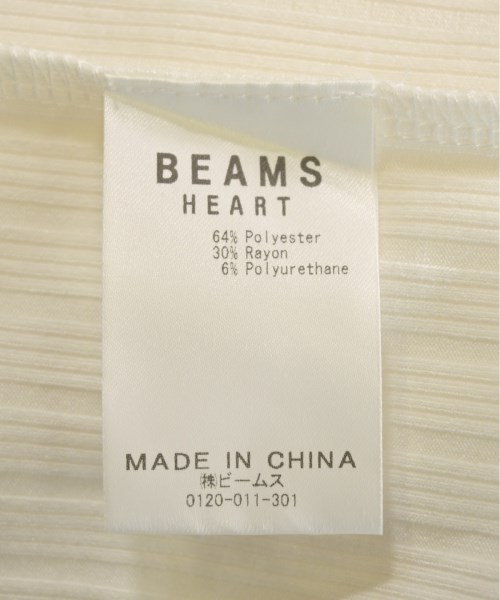 BEAMS
HEART
64% Polyester
30% Rayon
6% Polyurethane
MADE IN CHINA
㈱ビームス
0120-011-301